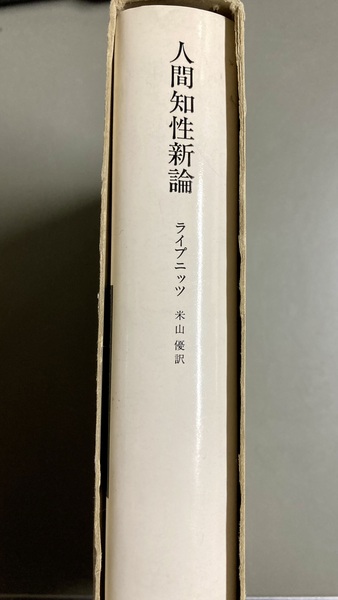 人間知性新論
ライプニッツ
米山 優訳